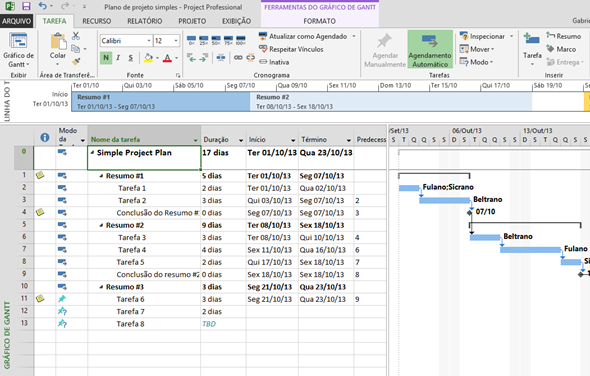 Plano de projeto simples - Project Professional
FERRAMENTAS DO GRÁFICO DE GANTT
ARQUIVO TAREFA RECURSO RELATÓRIO PROJETO EXIBIÇÃO FORMATO Gabrie
Gráfico de Gantt
Colar
Calibri 12
N I S
Atualizar como Agendado
Respeitar Vínculos
Inativa
Agendar Manualmente
Agendamento Automático
Inspecionar
Mover
Modo
Tarefa
Resumo
Marco
Entrega
Exibir Área de Transferê... Fonte Cronograma Tarefas Inserir
LINHA DO T
Ter 01/10 Qui 03/10 Sáb 05/10 Seg 07/10 Sex 11/10 Dom 13/10 Ter 15/10 Qui 17/10 Sáb 19/10 Seg
Início
Ter 01/10
Resumo #1
Ter 01/10/13 - Seg 07/10/13
Resumo #2
Ter 08/10/13 - Sex 18/10/13
Modo da Nome da tarefa Duração Início Término Predecess
/Set/13 06/Out/13 13/Out/13
T Q Q S S D S T Q Q S S D S T Q Q S S
0 Simple Project Plan 17 dias Ter 01/10/13 Qua 23/10/13
1 Resumo #1 5 dias Ter 01/10/13 Seg 07/10/13
2 Tarefa 1 2 dias Ter 01/10/13 Qua 02/10/13 Fulano;Sicrano
3 Tarefa 2 3 dias Qui 03/10/13 Seg 07/10/13 2 Beltrano
4 Conclusão do Resumo #1 0 dias Seg 07/10/13 Seg 07/10/13 3 07/10
5 Resumo #2 9 dias Ter 08/10/13 Sex 18/10/13
6 Tarefa 3 3 dias Ter 08/10/13 Qui 10/10/13 4 Beltrano
7 Tarefa 4 4 dias Sex 11/10/13 Qua 16/10/13 6 Fulano
8 Tarefa 5 2 dias Qui 17/10/13 Sex 18/10/13 7 Si
9 Conclusão do resumo #2 0 dias Sex 18/10/13 Sex 18/10/13 8
10 Resumo #3 3 dias Seg 21/10/13 Qua 23/10/13
11 Tarefa 6 3 dias Seg 21/10/13 Qua 23/10/13 9
12 Tarefa 7 2 dias
13 Tarefa 8 TBD
GRÁFICO DE GANTT